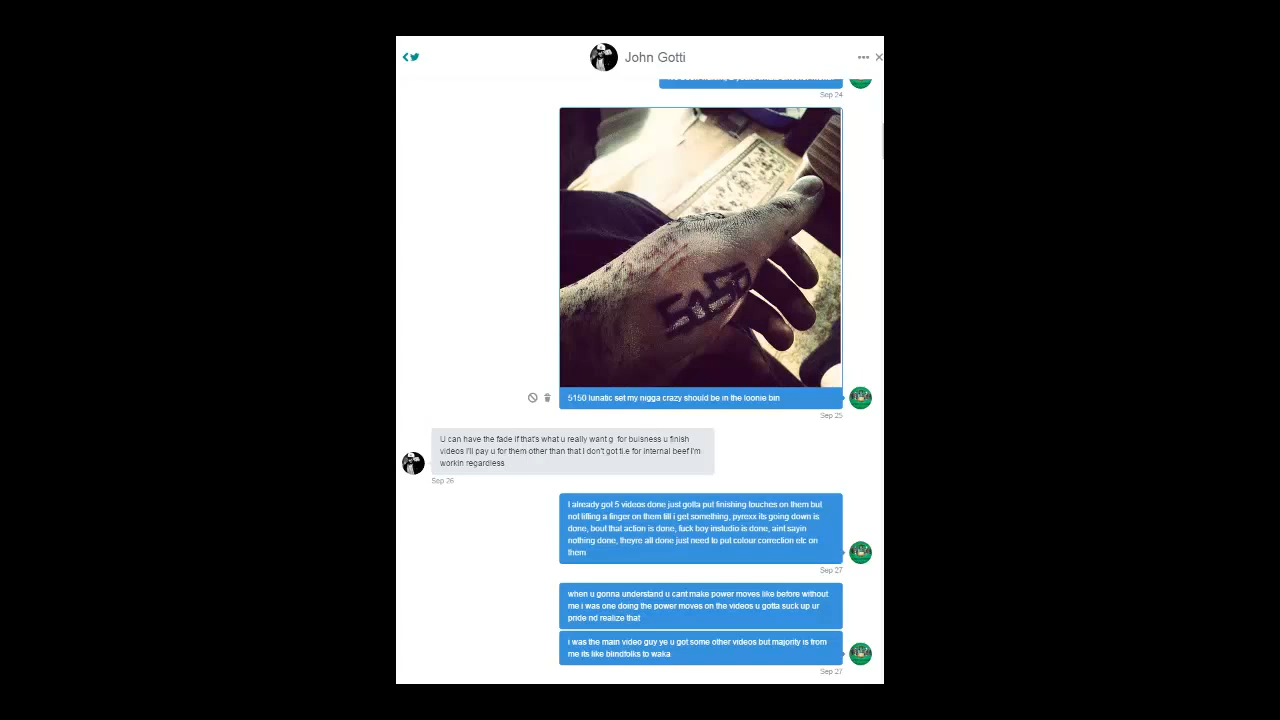 John Gotti
Sep 24
5150
5150 lunatic set my nigga crazy should be in the loonie bin
Sep 25
U can have the fade if that's what u really want g  for buisness u finish
videos I'll pay u for them other than that I don't got ti.e for internal beef I'm
workin regardless
Sep 26
I already got 5 videos done just gotta put finishing touches on them but
not lifting a finger on them till i get something, pyrexx its going down is
done, bout that action is done, fuck boy instudio is done, aint sayin
nothing done, theyre all done just need to put colour correction etc on
them
Sep 27
when u gonna understand u cant make power moves like before without
me i was one doing the power moves on the videos u gotta suck up ur
pride nd realize that
i was the main video guy ye u got some other videos but majority is from
me its like blindfolks to waka
Sep 27